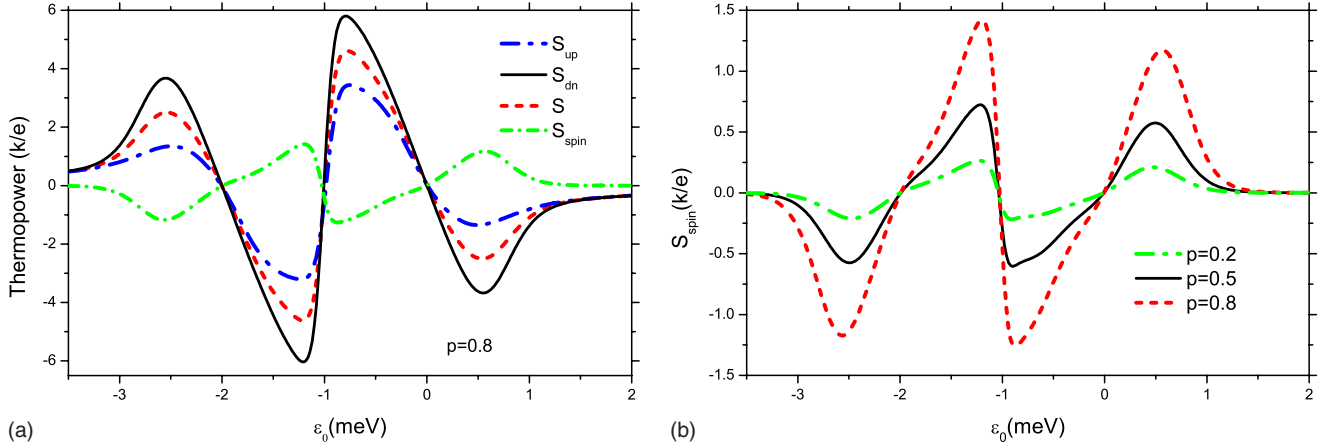 6
4
2
0
-2
-4
-6
Thermopower (k/e)
S_up
S_dn
S
S_spin
p=0.8
-3
-2
-1
0
1
2
ε_0(meV)
(a)
1.5
1.0
0.5
0.0
-0.5
-1.0
-1.5
S_spin(k/e)
p=0.2
p=0.5
p=0.8
-3
-2
-1
0
1
2
ε_0(meV)
(b)